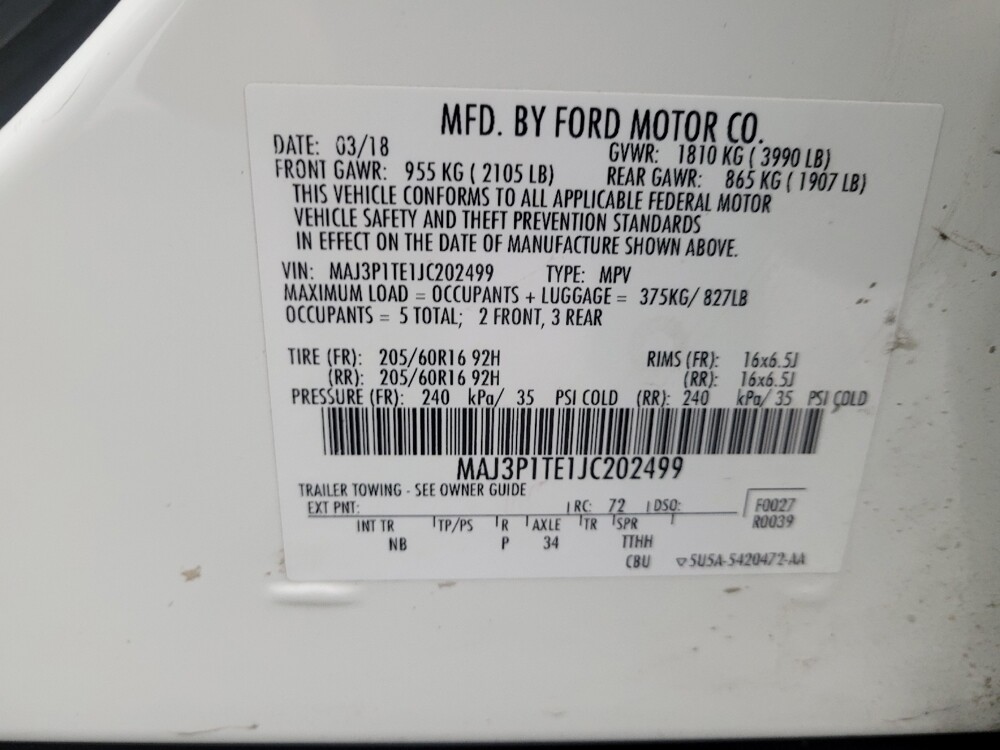 MFD. BY FORD MOTOR CO.
DATE: 03/18 GVWR: 1810 KG ( 3990 LB)
FRONT GAWR: 955 KG ( 2105 LB) REAR GAWR: 865 KG ( 1907 LB)
THIS VEHICLE CONFORMS TO ALL APPLICABLE FEDERAL MOTOR
VEHICLE SAFETY AND THEFT PREVENTION STANDARDS
IN EFFECT ON THE DATE OF MANUFACTURE SHOWN ABOVE.
VIN: MAJ3P1TE1JC202499 TYPE: MPV
MAXIMUM LOAD = OCCUPANTS + LUGGAGE = 375KG/ 827LB
OCCUPANTS = 5 TOTAL; 2 FRONT, 3 REAR
TIRE (FR): 205/60R16 92H RIMS (FR): 16x6.5J
(RR): 205/60R16 92H (RR): 16x6.5J
PRESSURE (FR): 240 kPa/ 35 PSI COLD (RR): 240 kPa/ 35 PSI COLD
MAJ3P1TE1JC202499
TRAILER TOWING - SEE OWNER GUIDE
EXT PNT: RC: 72 DSO: F0027
INT TR TP/PS R AXLE TR SPR R0039
NB P 34 TTHH
CBU 5U5A-5420472-AA